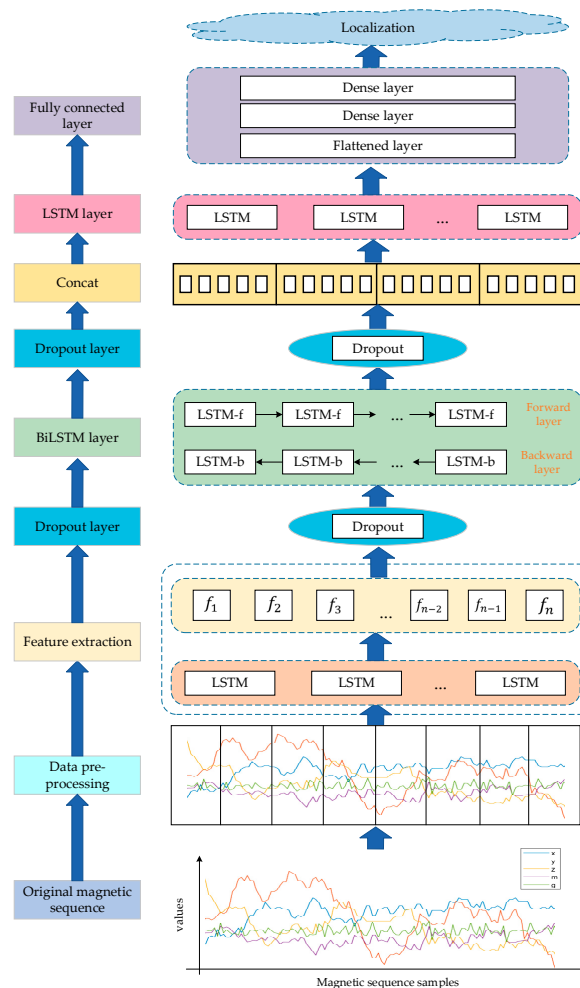 Localization
Dense layer
Dense layer
Flattened layer
Fully connected
layer
LSTM layer
LSTM LSTM ... LSTM
Concat
Dropout layer
Dropout
BiLSTM layer
LSTM-f LSTM-f ... LSTM-f
Forward
layer
LSTM-b LSTM-b ... LSTM-b
Backward
layer
Dropout layer
Dropout
Feature extraction
f₁ f₂ f₃ ... fₙ₋₂ fₙ₋₁ fₙ
LSTM LSTM ... LSTM
Data pre-
processing
Original magnetic
sequence
values
x
y
Z
m
g
Magnetic sequence samples